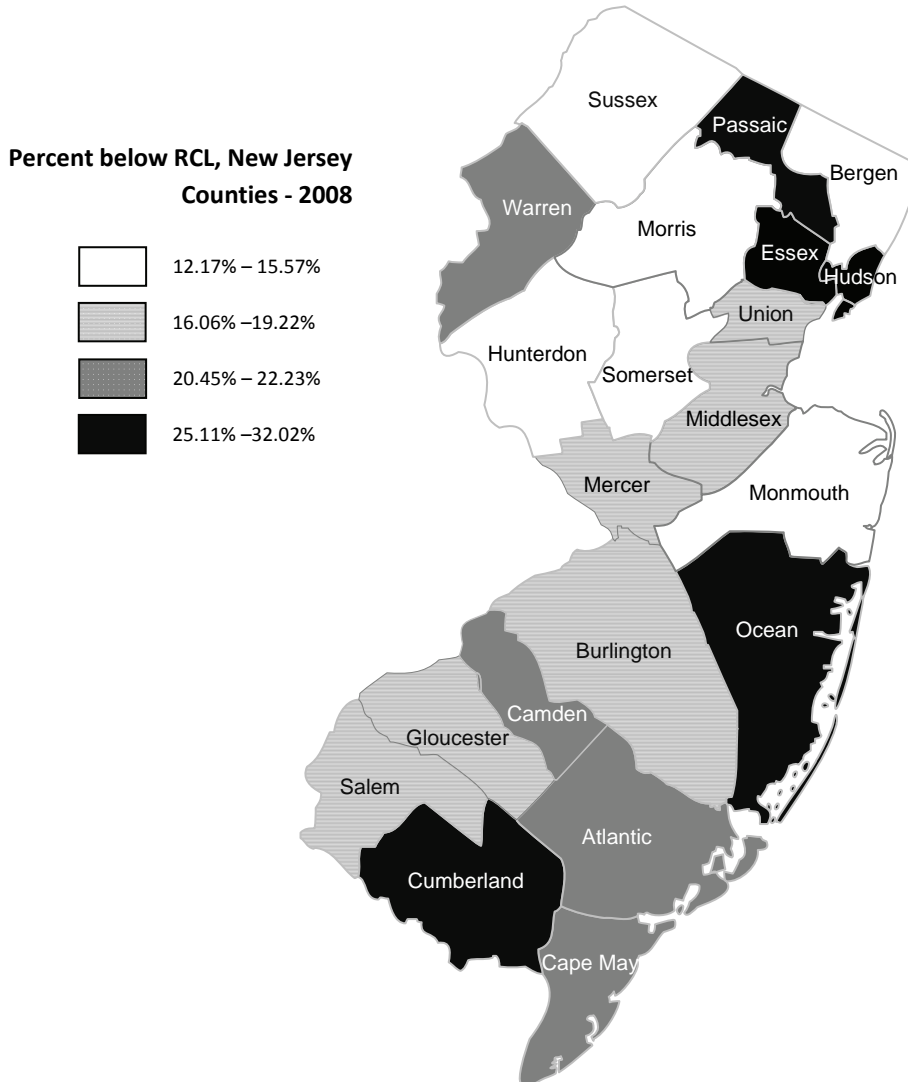 Percent below RCL, New Jersey
Counties - 2008
12.17% – 15.57%
16.06% –19.22%
20.45% – 22.23%
25.11% –32.02%
Sussex
Passaic
Bergen
Warren
Morris
Essex
Hudson
Union
Hunterdon
Somerset
Middlesex
Mercer
Monmouth
Ocean
Burlington
Camden
Gloucester
Salem
Atlantic
Cumberland
Cape May